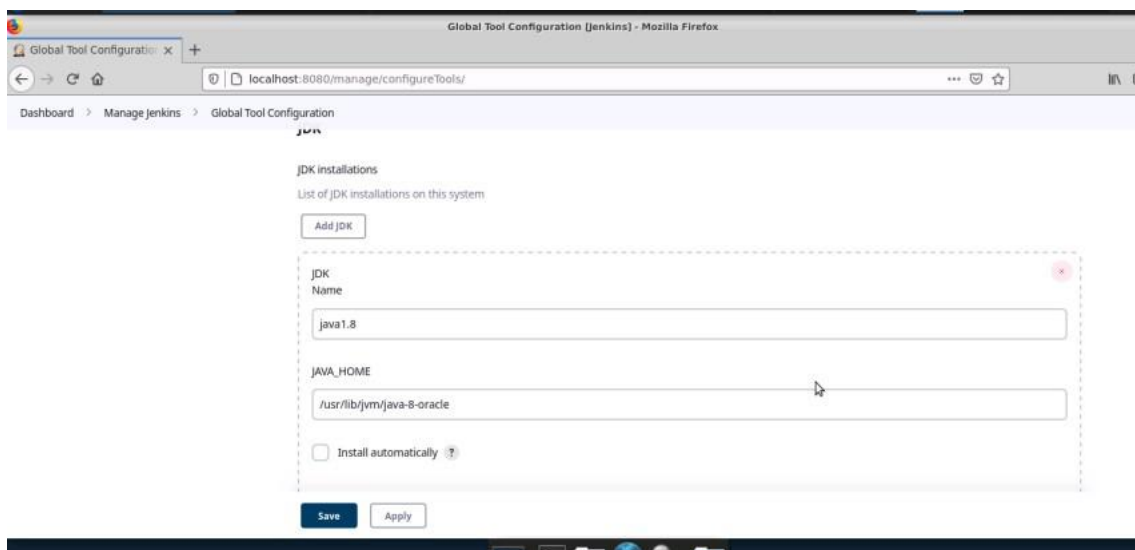 Global Tool Configuration [Jenkins] - Mozilla Firefox
Global Tool Configuratio
localhost:8080/manage/configureTools/
Dashboard > Manage Jenkins > Global Tool Configuration
JDK
JDK installations
List of JDK installations on this system
Add JDK
JDK
Name
java1.8
JAVA_HOME
/usr/lib/jvm/java-8-oracle
Install automatically ?
Save Apply